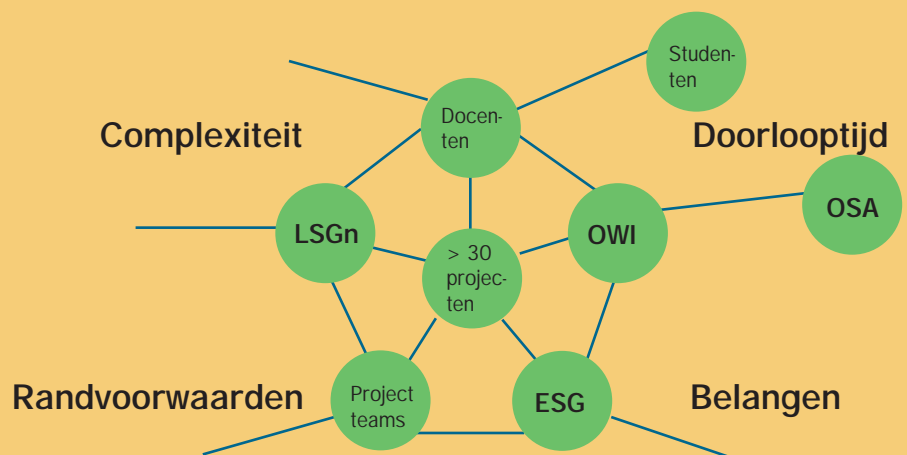 Studen-
ten
Docen-
ten
Complexiteit
Doorlooptijd
OSA
LSGn
OWI
> 30
projec-
ten
Randvoorwaarden
Project
teams
ESG
Belangen